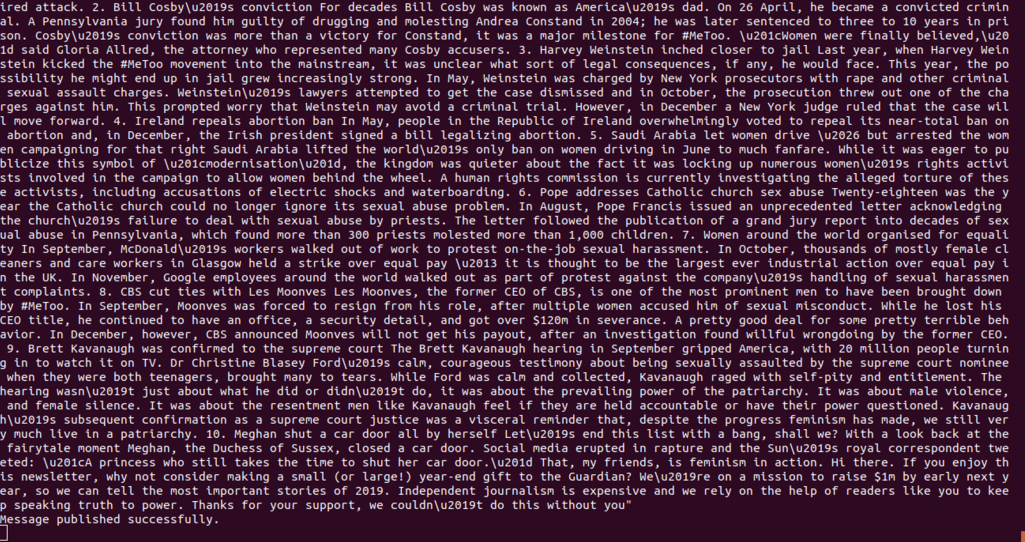 ired attack. 2. Bill Cosby\u2019s conviction For decades Bill Cosby was known as America\u2019s dad. On 26 April, he became a convicted crimin
al. A Pennsylvania jury found him guilty of drugging and molesting Andrea Constand in 2004; he was later sentenced to three to 10 years in pri
son. Cosby\u2019s conviction was more than a victory for Constand, it was a major milestone for #MeToo. \u201cWomen were finally believed,\u20
1d said Gloria Allred, the attorney who represented many Cosby accusers. 3. Harvey Weinstein inched closer to jail Last year, when Harvey Wein
stein kicked the #MeToo movement into the mainstream, it was unclear what sort of legal consequences, if any, he would face. This year, the po
ssibility he might end up in jail grew increasingly strong. In May, Weinstein was charged by New York prosecutors with rape and other criminal
 sexual assault charges. Weinstein\u2019s lawyers attempted to get the case dismissed and in October, the prosecution threw out one of the cha
rges against him. This prompted worry that Weinstein may avoid a criminal trial. However, in December a New York judge ruled that the case wil
l move forward. 4. Ireland repeals abortion ban In May, people in the Republic of Ireland overwhelmingly voted to repeal its near-total ban on
 abortion and, in December, the Irish president signed a bill legalizing abortion. 5. Saudi Arabia let women drive \u2026 but arrested the wom
en campaigning for that right Saudi Arabia lifted the world\u2019s only ban on women driving in June to much fanfare. While it was eager to pu
blicize this symbol of \u201cmodernisation\u201d, the kingdom was quieter about the fact it was locking up numerous women\u2019s rights activi
sts involved in the campaign to allow women behind the wheel. A human rights commission is currently investigating the alleged torture of thes
e activists, including accusations of electric shocks and waterboarding. 6. Pope addresses Catholic church sex abuse Twenty-eighteen was the y
ear the Catholic church could no longer ignore its sexual abuse problem. In August, Pope Francis issued an unprecedented letter acknowledging
the church\u2019s failure to deal with sexual abuse by priests. The letter followed the publication of a grand jury report into decades of sex
ual abuse in Pennsylvania, which found more than 300 priests molested more than 1,000 children. 7. Women around the world organised for equali
ty In September, McDonald\u2019s workers walked out of work to protest on-the-job sexual harassment. In October, thousands of mostly female cl
eaners and care workers in Glasgow held a strike over equal pay \u2013 it is thought to be the largest ever industrial action over equal pay i
n the UK. In November, Google employees around the world walked out as part of protest against the company\u2019s handling of sexual harassmen
t complaints. 8. CBS cut ties with Les Moonves Les Moonves, the former CEO of CBS, is one of the most prominent men to have been brought down
by #MeToo. In September, Moonves was forced to resign from his role, after multiple women accused him of sexual misconduct. While he lost his
CEO title, he continued to have an office, a security detail, and got over $120m in severance. A pretty good deal for some pretty terrible beh
avior. In December, however, CBS announced Moonves will not get his payout, after an investigation found willful wrongdoing by the former CEO.
 9. Brett Kavanaugh was confirmed to the supreme court The Brett Kavanaugh hearing in September gripped America, with 20 million people turnin
g in to watch it on TV. Dr Christine Blasey Ford\u2019s calm, courageous testimony about being sexually assaulted by the supreme court nominee
 when they were both teenagers, brought many to tears. While Ford was calm and collected, Kavanaugh raged with self-pity and entitlement. The
hearing wasn\u2019t just about what he did or didn\u2019t do, it was about the prevailing power of the patriarchy. It was about male violence,
 and female silence. It was about the resentment men like Kavanaugh feel if they are held accountable or have their power questioned. Kavanaug
h\u2019s subsequent confirmation as a supreme court justice was a visceral reminder that, despite the progress feminism has made, we still ver
y much live in a patriarchy. 10. Meghan shut a car door all by herself Let\u2019s end this list with a bang, shall we? With a look back at the
 fairytale moment Meghan, the Duchess of Sussex, closed a car door. Social media erupted in rapture and the Sun\u2019s royal correspondent twe
eted: \u201cA princess who still takes the time to shut her car door.\u201d That, my friends, is feminism in action. Hi there. If you enjoy th
is newsletter, why not consider making a small (or large!) year-end gift to the Guardian? We\u2019re on a mission to raise $1m by early next y
ear, so we can tell the most important stories of 2019. Independent journalism is expensive and we rely on the help of readers like you to kee
p speaking truth to power. Thanks for your support, we couldn\u2019t do this without you"
Message published successfully.